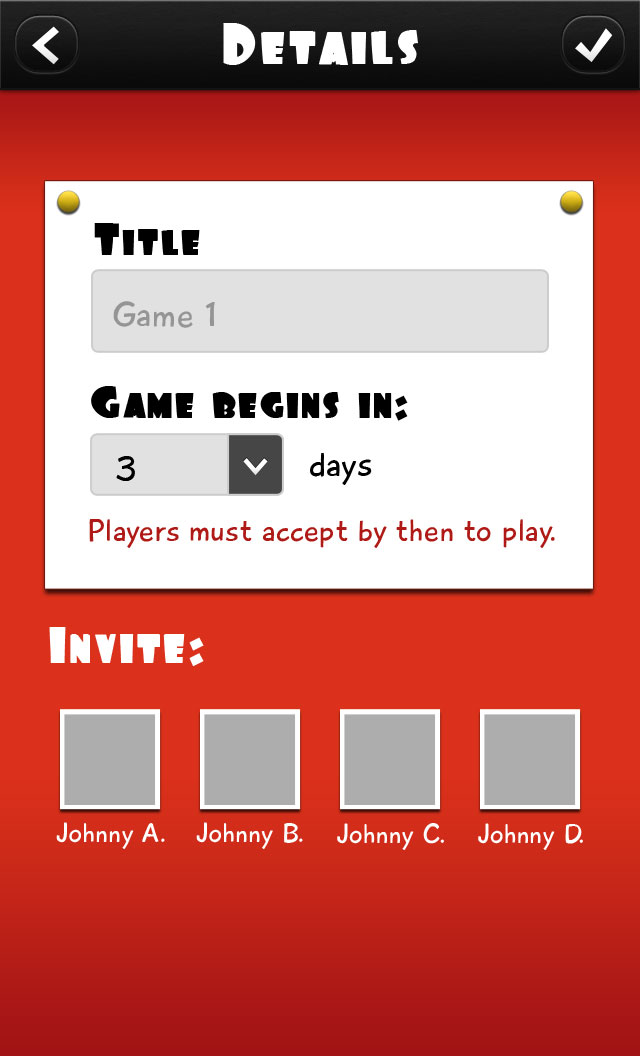 Details
Title
Game 1
Game begins in:
3 days
Players must accept by then to play.
Invite:
Johnny A. Johnny B. Johnny C. Johnny D.